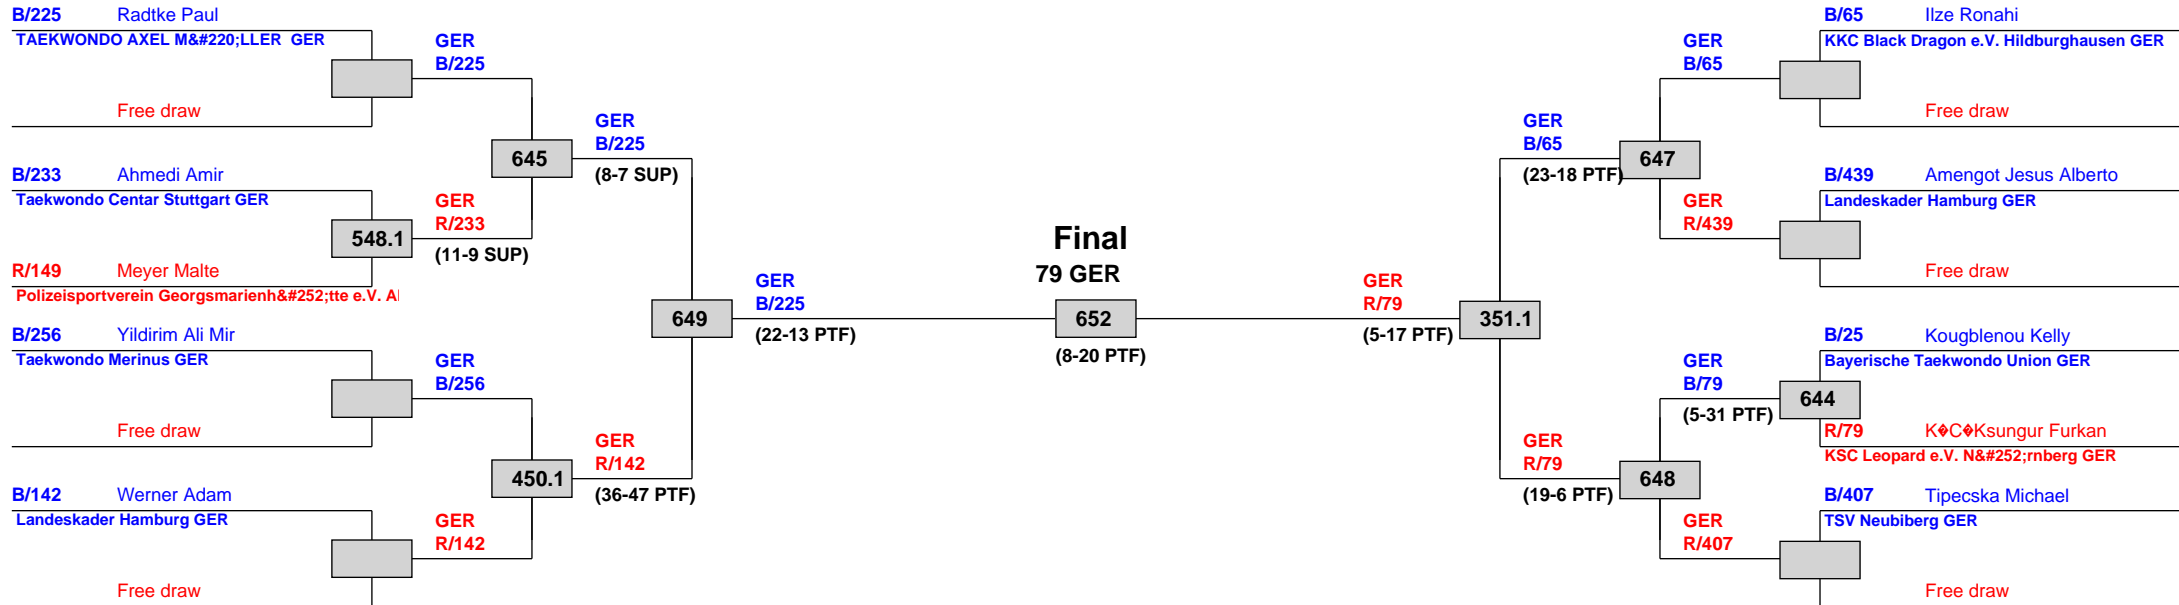 B/225 Radtke Paul
TAEKWONDO AXEL M&#220;LLER GER
Free draw
B/233 Ahmedi Amir
Taekwondo Centar Stuttgart GER
R/149 Meyer Malte
Polizeisportverein Georgsmarienh&#252;tte e.V. Al
B/256 Yildirim Ali Mir
Taekwondo Merinus GER
Free draw
B/142 Werner Adam
Landeskader Hamburg GER
Free draw
GER
B/225
548.1
GER
R/233
(11-9 SUP)
GER
B/256
GER
R/142
645
GER
B/225
(8-7 SUP)
450.1
GER
R/142
(36-47 PTF)
649
GER
B/225
(22-13 PTF)
Final
79 GER
652
(8-20 PTF)
GER
R/79
(5-17 PTF)
351.1
GER
B/65
(23-18 PTF)
647
GER
R/79
(19-6 PTF)
648
GER
B/65
GER
R/439
GER
B/79
(5-31 PTF)
644
GER
R/407
B/65 Ilze Ronahi
KKC Black Dragon e.V. Hildburghausen GER
Free draw
B/439 Amengot Jesus Alberto
Landeskader Hamburg GER
Free draw
B/25 Kougblenou Kelly
Bayerische Taekwondo Union GER
R/79 K�C�Ksungur Furkan
KSC Leopard e.V. N&#252;rnberg GER
B/407 Tipecska Michael
TSV Neubiberg GER
Free draw